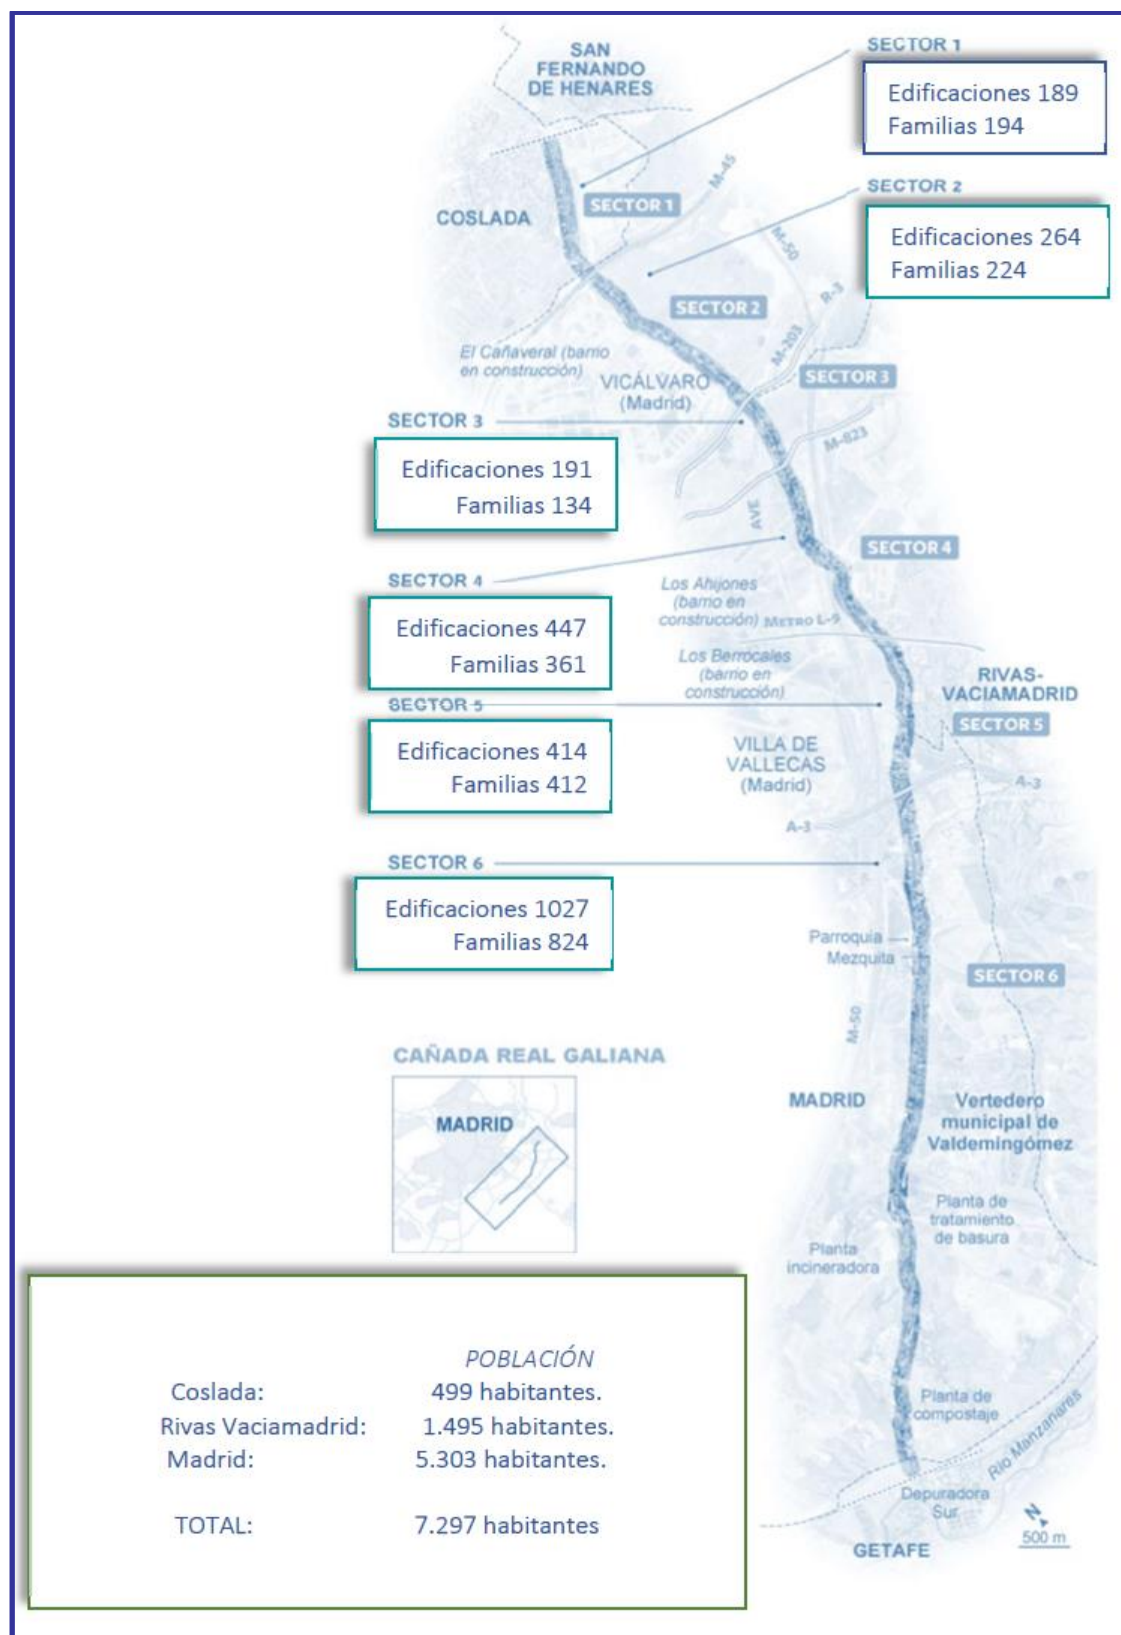 SECTOR 1
SAN
FERNANDO
DE HENARES
Edificaciones 189
Familias 194
M-45
SECTOR 2
SECTOR 1
COSLADA
M-50
Edificaciones 264
Familias 224
R-3
SECTOR 2
M-203
El Cañaveral (barrio
en construcción)
VICÁLVARO
(Madrid)
SECTOR 3
SECTOR 3
M-823
Edificaciones 191
Familias 134
AVE
SECTOR 4
SECTOR 4
Los Ahijones
(barrio en
construcción)
METRO L-9
Edificaciones 447
Familias 361
Los Berrocales
(barrio en
construcción)
RIVAS-
VACIAMADRID
SECTOR 5
SECTOR 5
Edificaciones 414
Familias 412
VILLA DE
VALLECAS
(Madrid)
A-3
A-3
SECTOR 6
Edificaciones 1027
Familias 824
Parroquia
Mezquita
SECTOR 6
M-50
CAÑADA REAL GALIANA
MADRID
MADRID
Vertedero
municipal de
Valdemingómez
Planta de
tratamiento
de basura
Planta
incineradora
POBLACIÓN
Coslada: 499 habitantes.
Rivas Vaciamadrid: 1.495 habitantes.
Madrid: 5.303 habitantes.
TOTAL: 7.297 habitantes
Planta de
compostaje
Río Manzanares
Depuradora
Sur
N
500 m
GETAFE